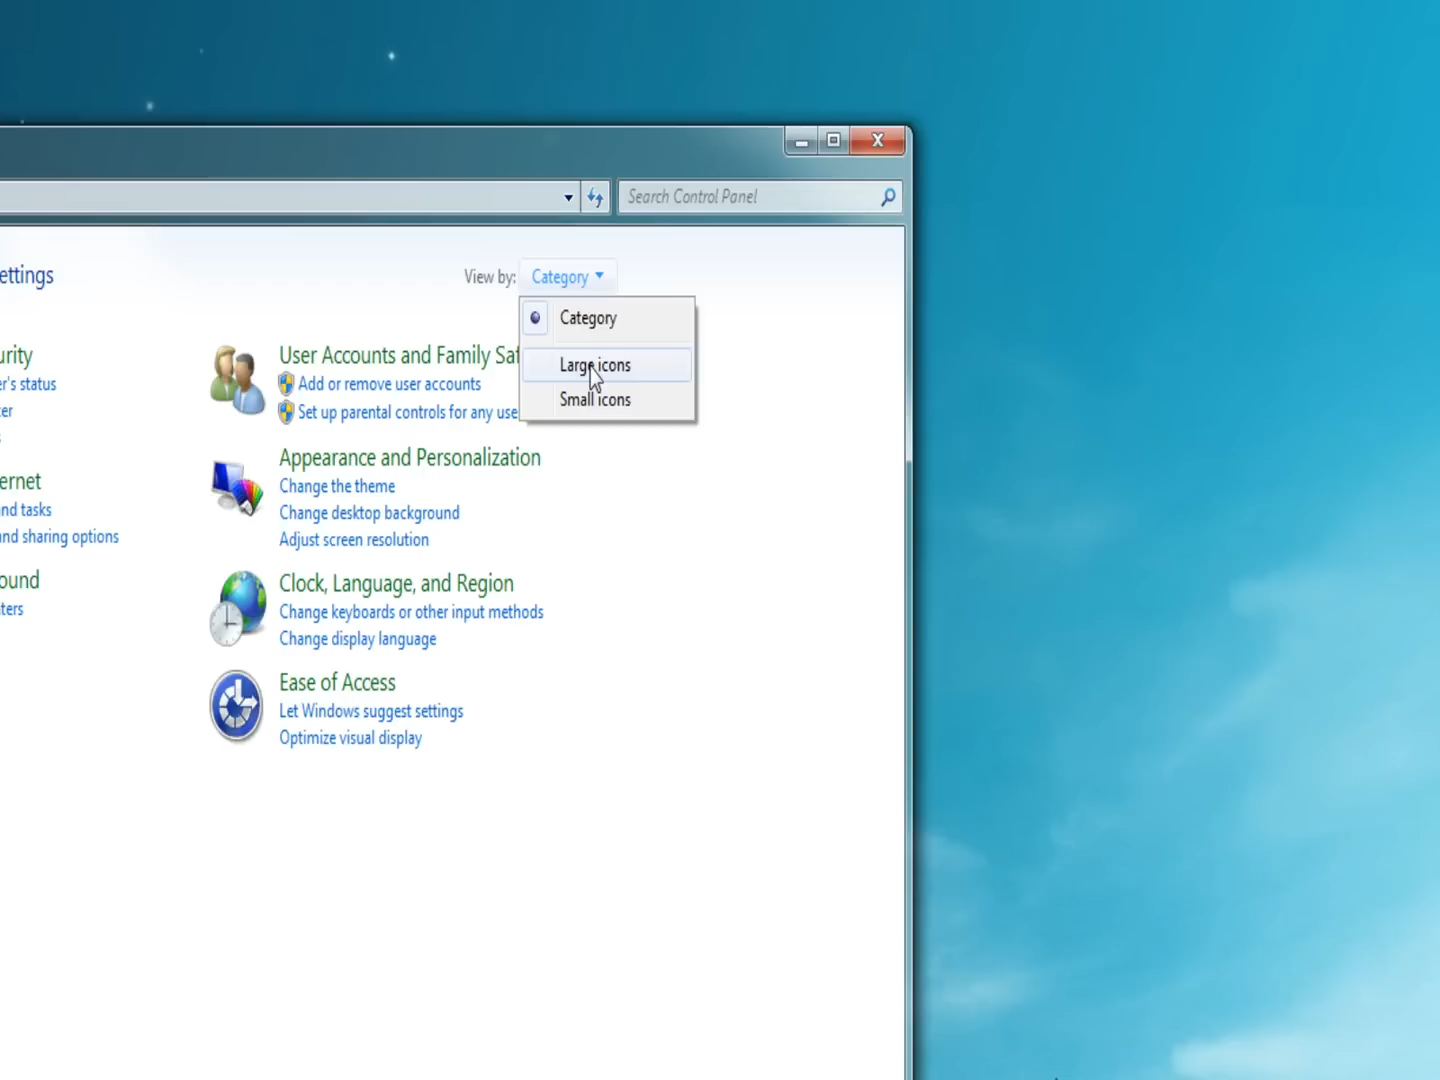 Search Control Panel
ettings
View by: Category
Category
Large icons
Small icons
urity
er's status
ter
s
ernet
and tasks
and sharing options
ound
ters
User Accounts and Family Saf
Add or remove user accounts
Set up parental controls for any use
Appearance and Personalization
Change the theme
Change desktop background
Adjust screen resolution
Clock, Language, and Region
Change keyboards or other input methods
Change display language
Ease of Access
Let Windows suggest settings
Optimize visual display